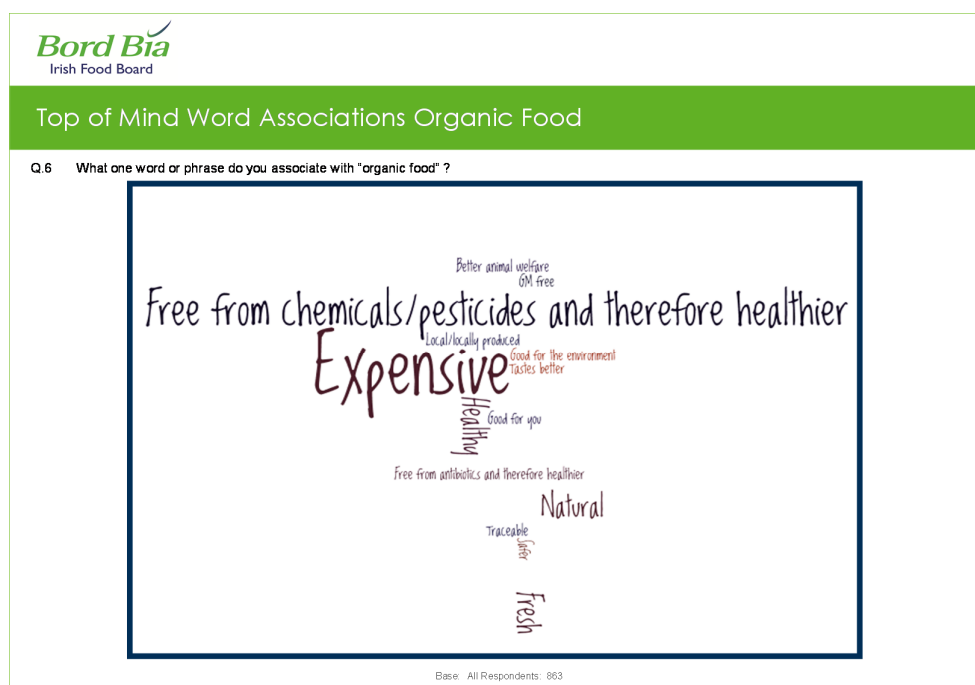 Bord Bia
Irish Food Board
Top of Mind Word Associations Organic Food
Q.6 What one word or phrase do you associate with "organic food" ?
Better animal welfare
GM free
Free from chemicals/pesticides and therefore healthier
Local/locally produced
Expensive
Good for the environment
Tastes better
Healthy
Good for you
Free from antibiotics and therefore healthier
Natural
Traceable
Safer
Fresh
Base: All Respondents: 863